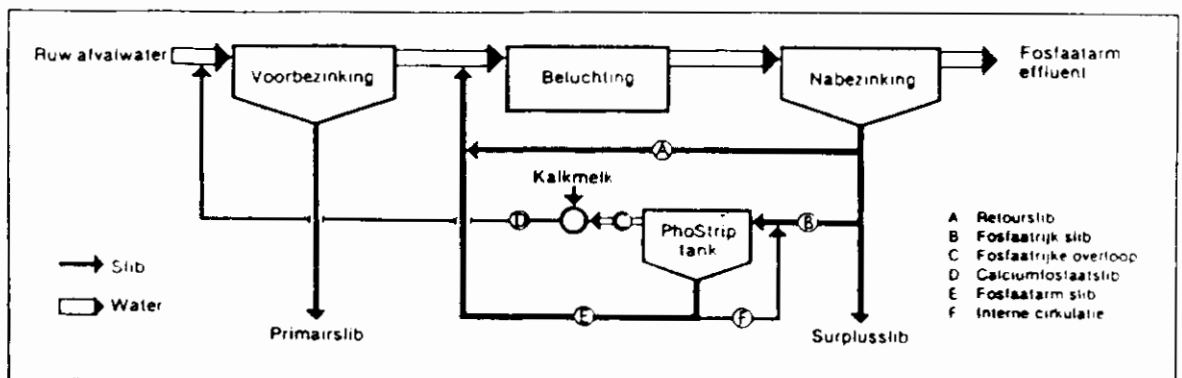 Ruw afvalwater
Voorbezinking
Beluchting
Nabezinking
Fosfaatarm
effluent
A
Kalkmelk
D
C
PhoStrip
tank
B
E
F
Slib
Water
Primairslib
Surplusslib
A Retourslib
B Fosfaatrijk slib
C Fosfaatrijke overloop
D Calciumfosfaatslib
E Fosfaatarm slib
F Interne cirkulatie